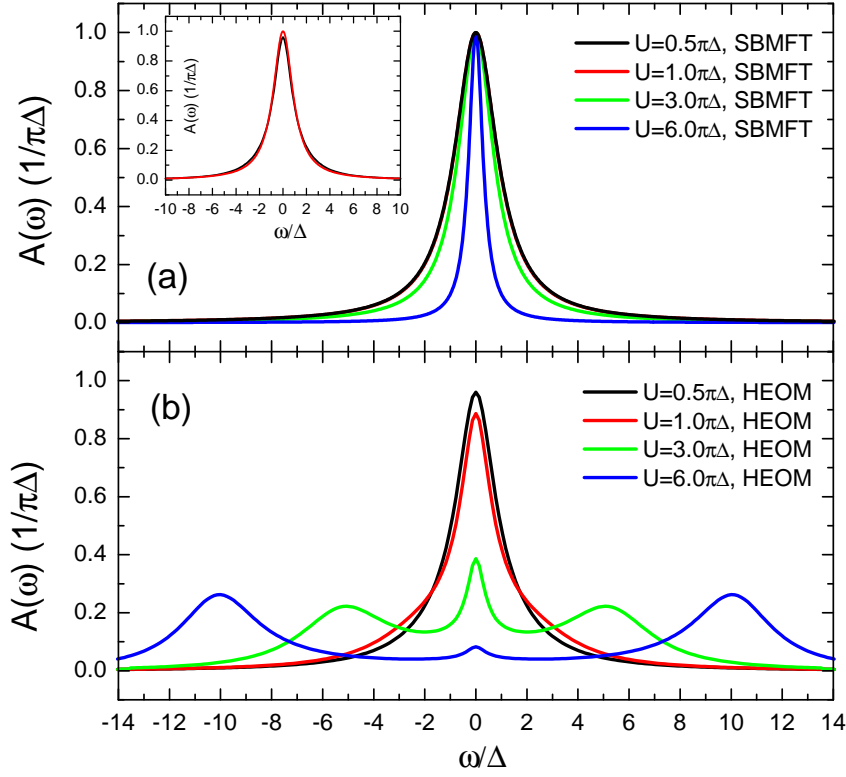 A(ω) (1/πΔ)
1.0
0.8
0.6
0.4
0.2
0.0
(a)
A(ω) (1/πΔ)
1.0
0.8
0.6
0.4
0.2
0.0
-10 -8 -6 -4 -2 0 2 4 6 8 10
ω/Δ
U=0.5πΔ, SBMFT
U=1.0πΔ, SBMFT
U=3.0πΔ, SBMFT
U=6.0πΔ, SBMFT
A(ω) (1/πΔ)
1.0
0.8
0.6
0.4
0.2
0.0
(b)
U=0.5πΔ, HEOM
U=1.0πΔ, HEOM
U=3.0πΔ, HEOM
U=6.0πΔ, HEOM
-14 -12 -10 -8 -6 -4 -2 0 2 4 6 8 10 12 14
ω/Δ